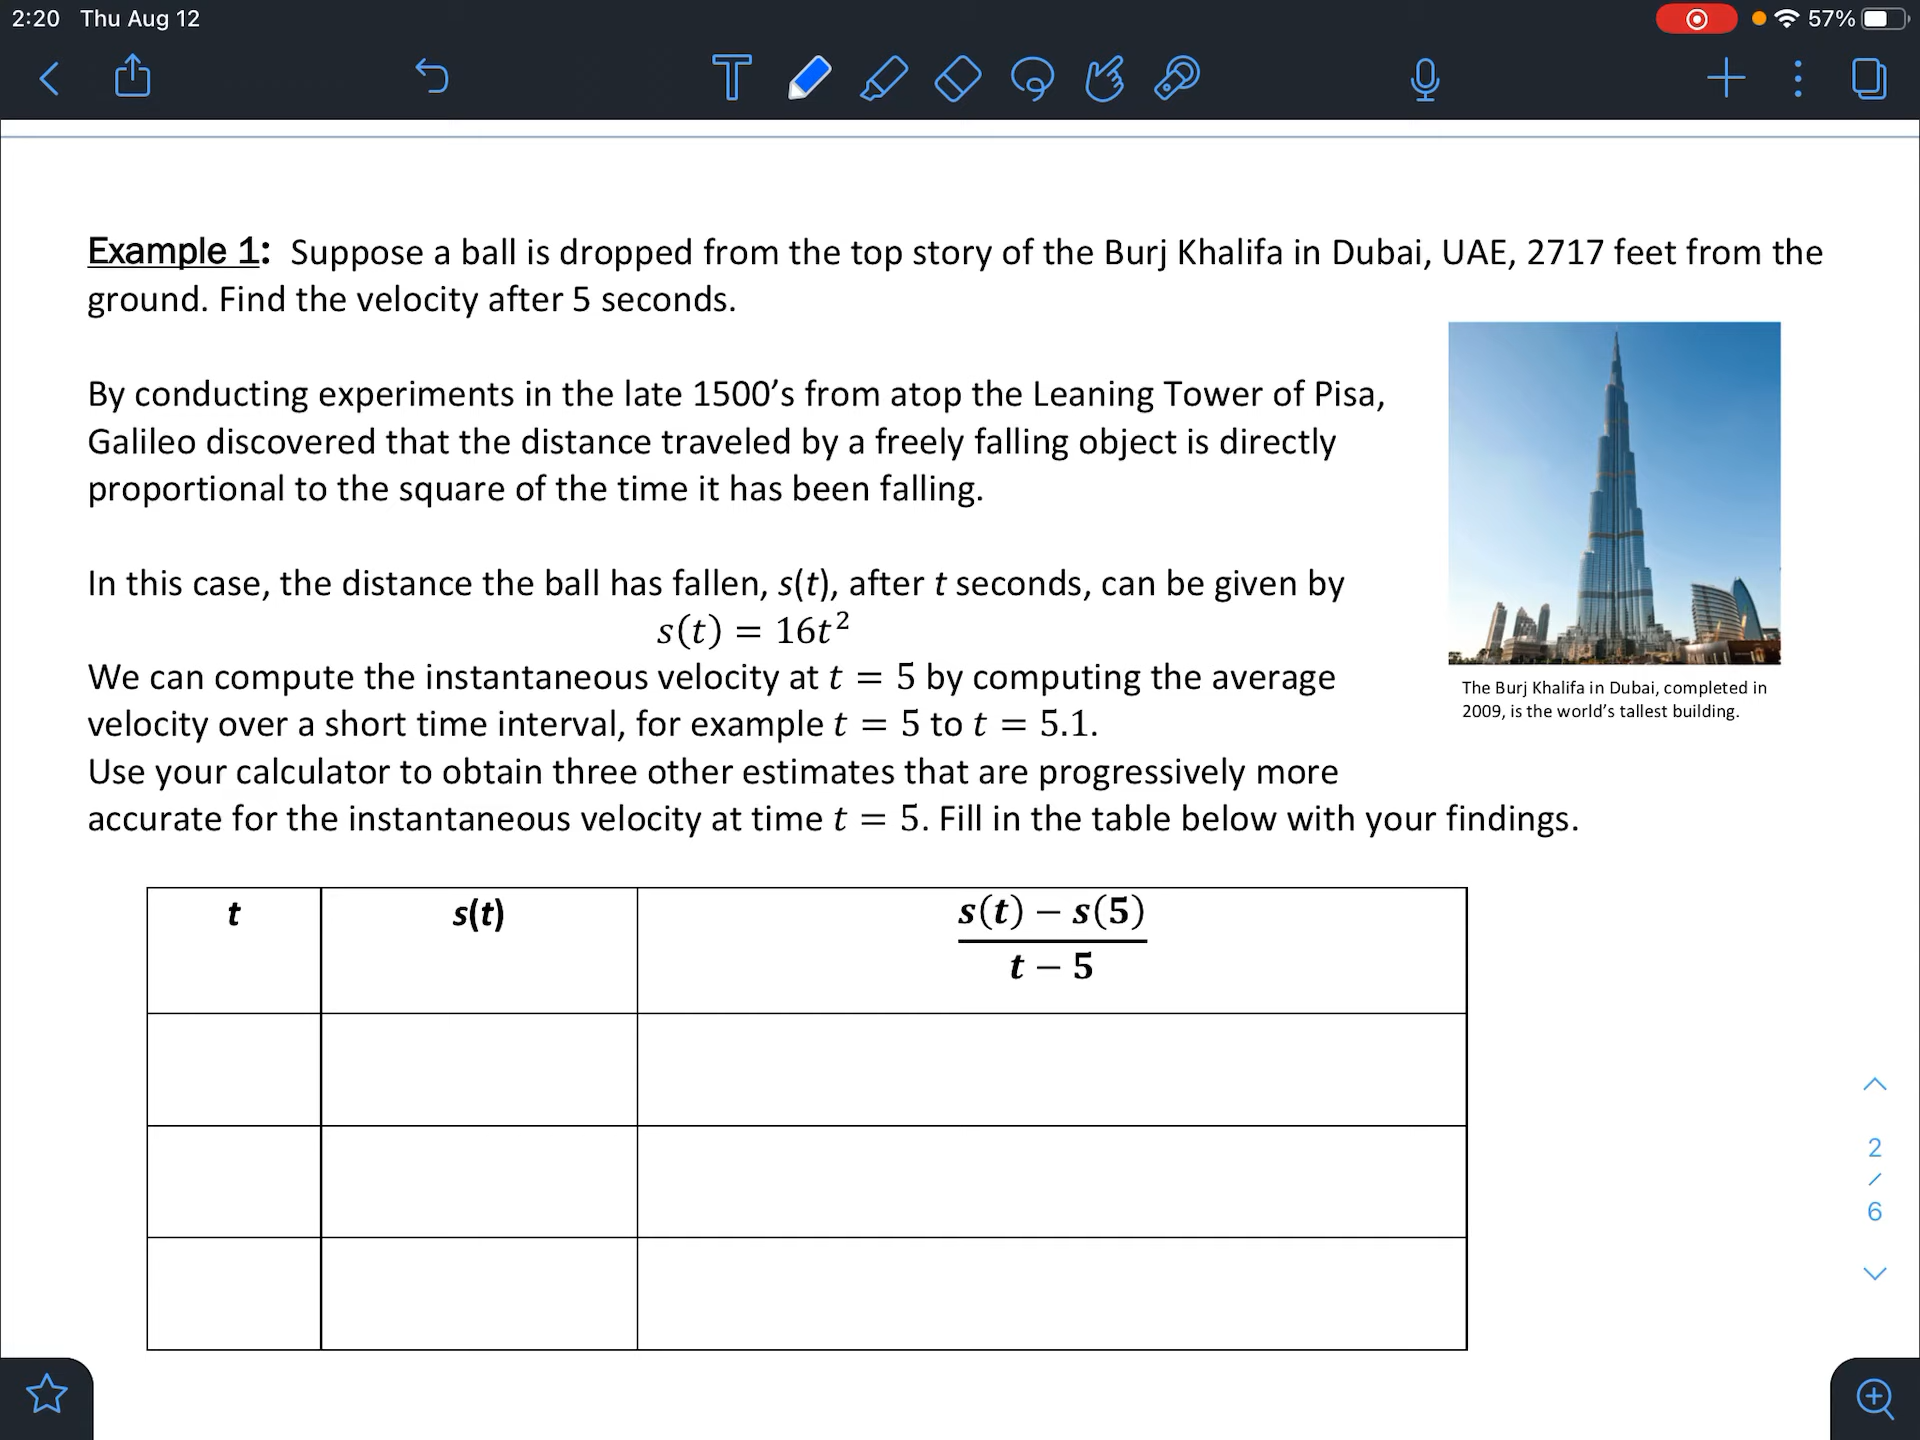 2:20 Thu Aug 12
57%
Example 1: Suppose a ball is dropped from the top story of the Burj Khalifa in Dubai, UAE, 2717 feet from the
ground. Find the velocity after 5 seconds.
By conducting experiments in the late 1500’s from atop the Leaning Tower of Pisa,
Galileo discovered that the distance traveled by a freely falling object is directly
proportional to the square of the time it has been falling.
In this case, the distance the ball has fallen, s(t), after t seconds, can be given by
s(t) = 16t²
We can compute the instantaneous velocity at t = 5 by computing the average
velocity over a short time interval, for example t = 5 to t = 5.1.
Use your calculator to obtain three other estimates that are progressively more
accurate for the instantaneous velocity at time t = 5. Fill in the table below with your findings.
The Burj Khalifa in Dubai, completed in
2009, is the world’s tallest building.
t
s(t)
s(t) − s(5)
t − 5
2
/
6